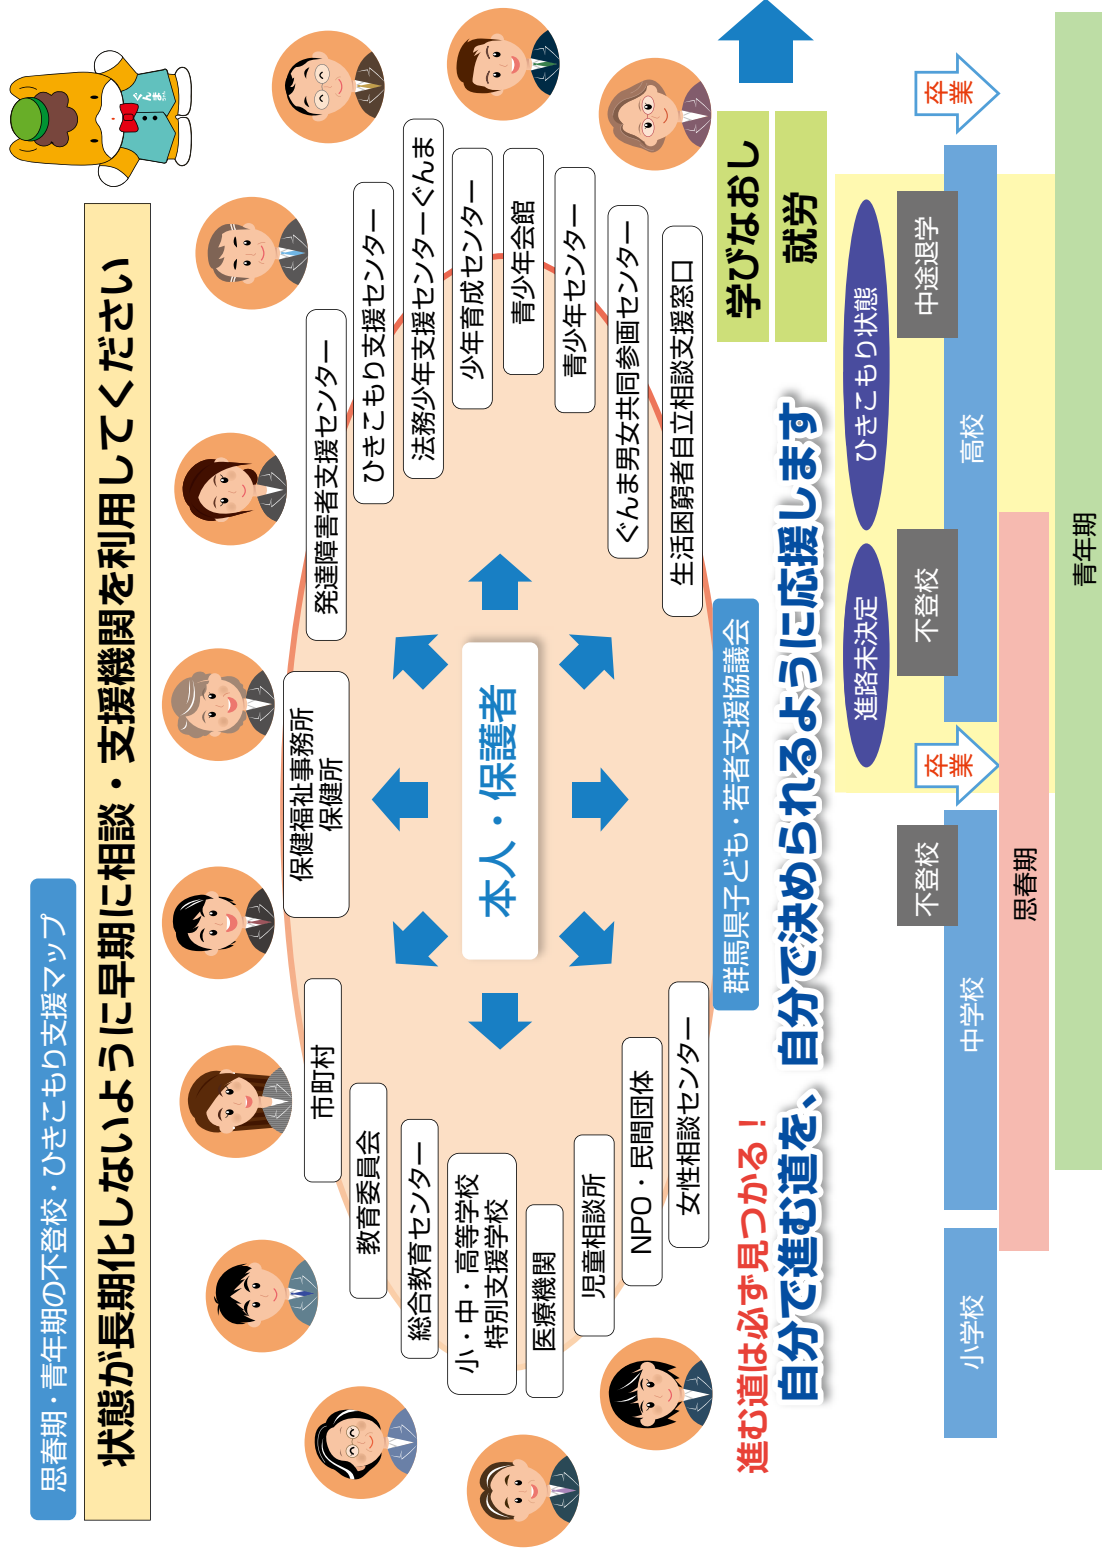 思春期・青年期の不登校・ひきこもり支援マップ
状態が長期化しないように早期に相談・支援機関を利用してください
ぐんまちゃん
保健福祉事務所
保健所
市町村
教育委員会
総合教育センター
小・中・高等学校
特別支援学校
医療機関
児童相談所
NPO・民間団体
女性相談センター
本人・保護者
発達障害者支援センター
ひきこもり支援センター
法務少年支援センターぐんま
少年育成センター
青少年会館
青少年センター
ぐんま男女共同参画センター
生活困窮者自立相談支援窓口
群馬県子ども・若者支援協議会
進む道は必ず見つかる！
自分で進む道を、自分で決められるように応援します
学びなおし
就労
進路未決定
ひきこもり状態
不登校
卒業
不登校
中途退学
卒業
小学校
中学校
高校
思春期
青年期